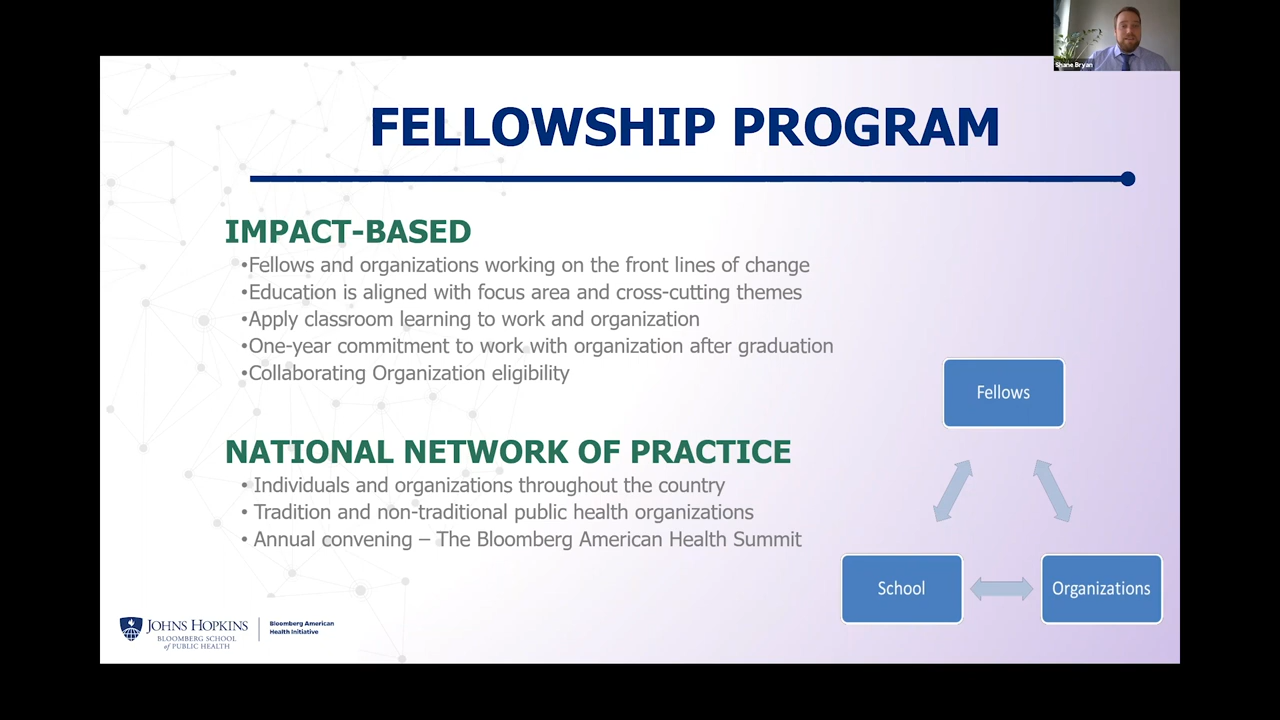 Shane Bryan
FELLOWSHIP PROGRAM
IMPACT-BASED
•Fellows and organizations working on the front lines of change
•Education is aligned with focus area and cross-cutting themes
•Apply classroom learning to work and organization
•One-year commitment to work with organization after graduation
•Collaborating Organization eligibility
NATIONAL NETWORK OF PRACTICE
• Individuals and organizations throughout the country
• Tradition and non-traditional public health organizations
• Annual convening – The Bloomberg American Health Summit
Fellows
School
Organizations
JOHNS HOPKINS
BLOOMBERG SCHOOL
of PUBLIC HEALTH
Bloomberg American
Health Initiative